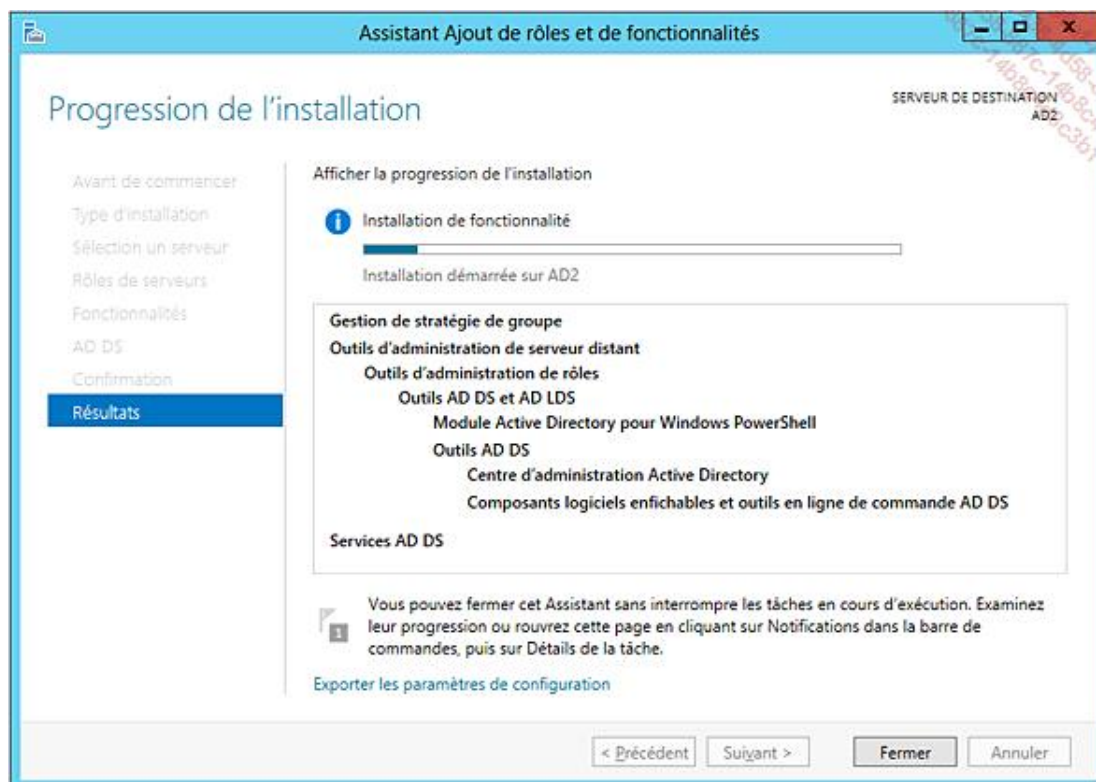 Assistant Ajout de rôles et de fonctionnalités
Progression de l'installation
SERVEUR DE DESTINATION
AD2
Avant de commencer
Type d'installation
Sélection un serveur
Rôles de serveurs
Fonctionnalités
AD DS
Confirmation
Résultats
Afficher la progression de l'installation
Installation de fonctionnalité
Installation démarrée sur AD2
Gestion de stratégie de groupe
Outils d'administration de serveur distant
Outils d'administration de rôles
Outils AD DS et AD LDS
Module Active Directory pour Windows PowerShell
Outils AD DS
Centre d'administration Active Directory
Composants logiciels enfichables et outils en ligne de commande AD DS
Services AD DS
1
Vous pouvez fermer cet Assistant sans interrompre les tâches en cours d'exécution. Examinez
leur progression ou rouvrez cette page en cliquant sur Notifications dans la barre de
commandes, puis sur Détails de la tâche.
Exporter les paramètres de configuration
< Précédent
Suivant >
Fermer
Annuler